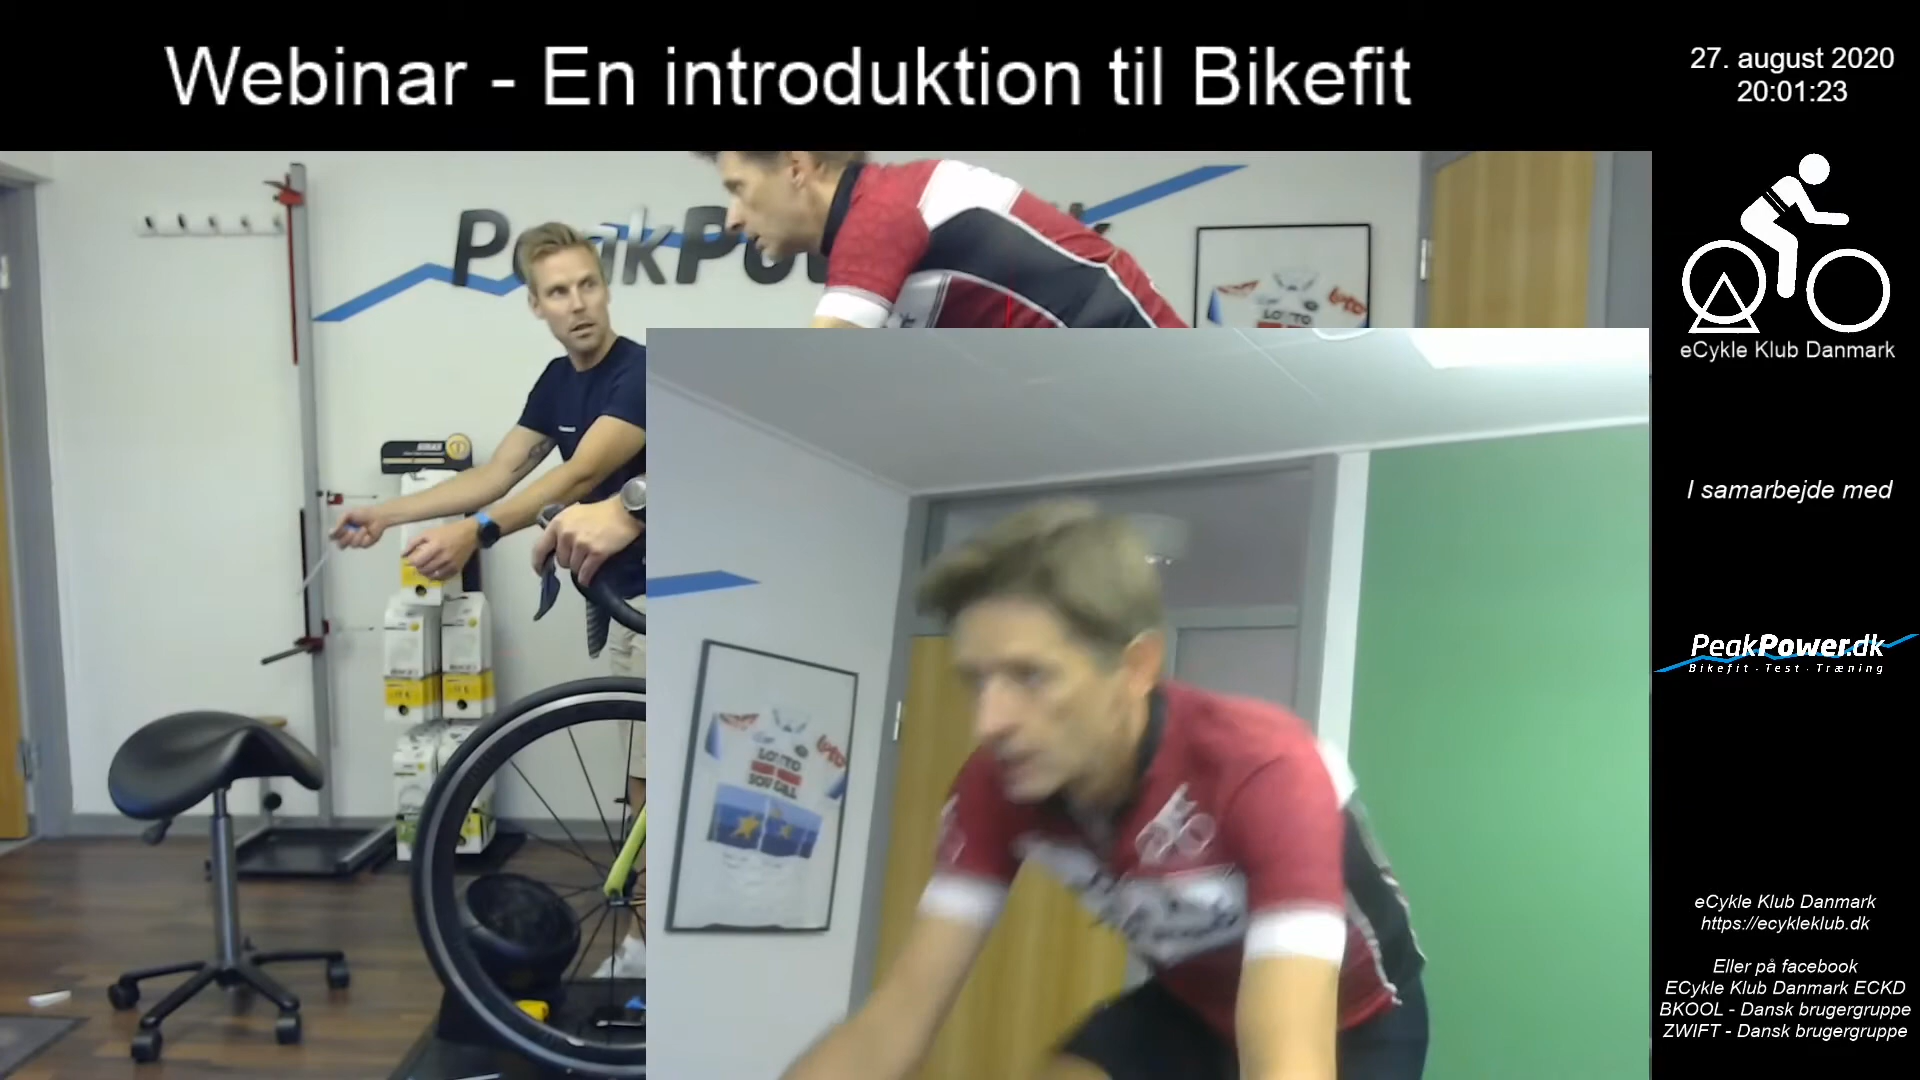 Webinar - En introduktion til Bikefit
27. august 2020
20:01:23
eCykle Klub Danmark
I samarbejde med
PeakPower.dk
Bikefit · Test · Træning
eCykle Klub Danmark
https://ecykleklub.dk
Eller på facebook
ECykle Klub Danmark ECKD
BKOOL - Dansk brugergruppe
ZWIFT - Dansk brugergruppe
LOTTO
LOTTO